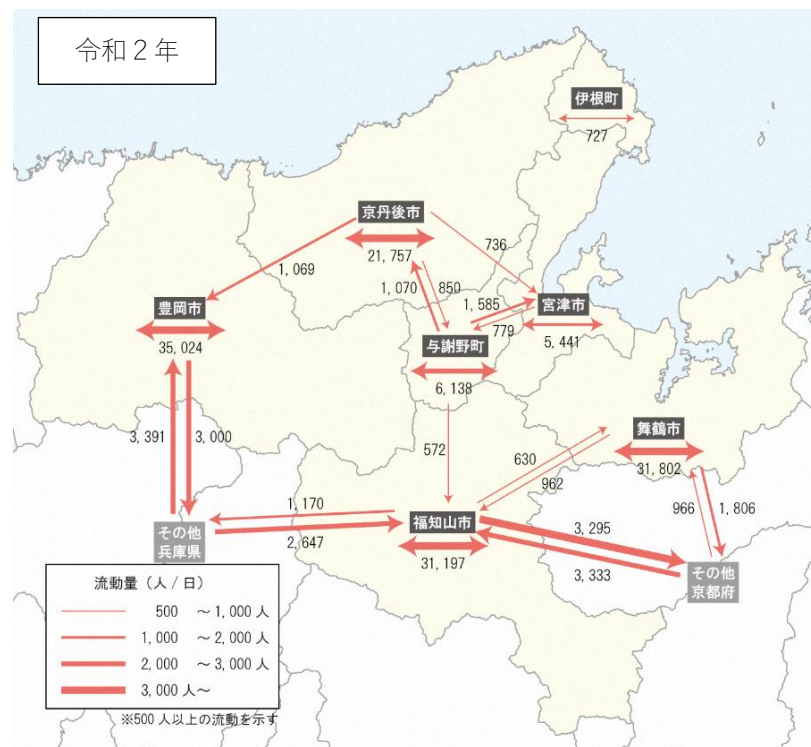 令和２年
伊根町
727
京丹後市
21,757
736
1,069
1,070
850
1,585
779
宮津市
5,441
豊岡市
35,024
与謝野町
6,138
3,391
3,000
572
630
962
舞鶴市
31,802
966
1,806
その他
兵庫県
1,170
2,647
福知山市
31,197
3,295
3,333
その他
京都府
流動量（人/日）
500 ～1,000人
1,000 ～2,000人
2,000 ～3,000人
3,000人～
※500人以上の流動を示す